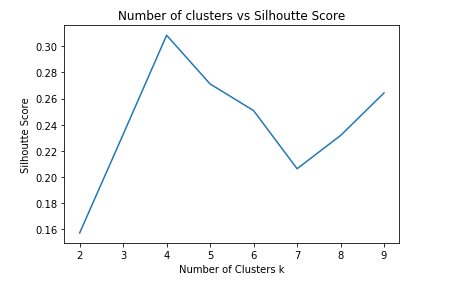 Number of clusters vs Silhoutte Score
0.30
0.28
0.26
0.24
0.22
0.20
0.18
0.16
Silhoutte Score
2 3 4 5 6 7 8 9
Number of Clusters k